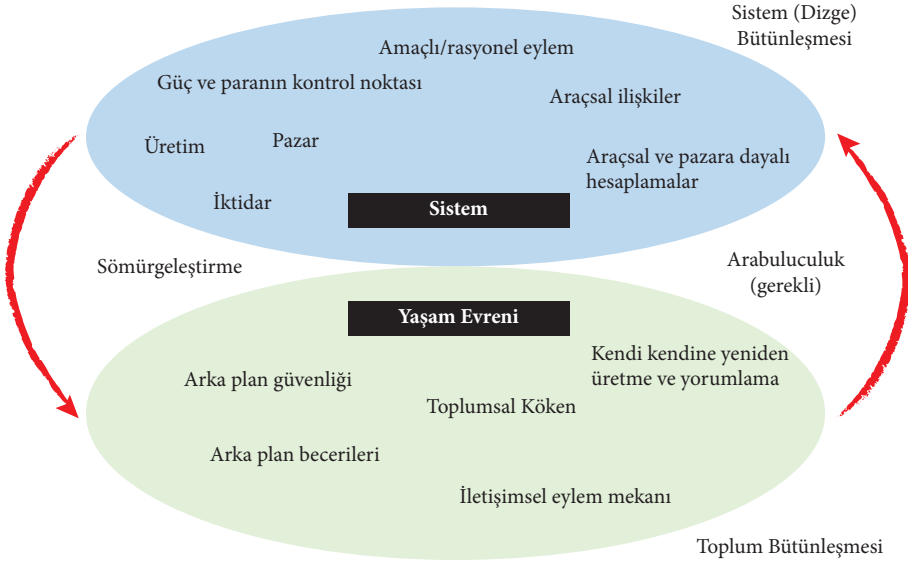 Sistem (Dizge)
Bütünleşmesi
Amaçlı/rasyonel eylem
Güç ve paranın kontrol noktası
Araçsal ilişkiler
Üretim
Pazar
Araçsal ve pazara dayalı
hesaplamalar
İktidar
Sistem
Sömürgeleştirme
Arabuluculuk
(gerekli)
Yaşam Evreni
Kendi kendine yeniden
üretme ve yorumlama
Arka plan güvenliği
Toplumsal Köken
Arka plan becerileri
İletişimsel eylem mekanı
Toplum Bütünleşmesi